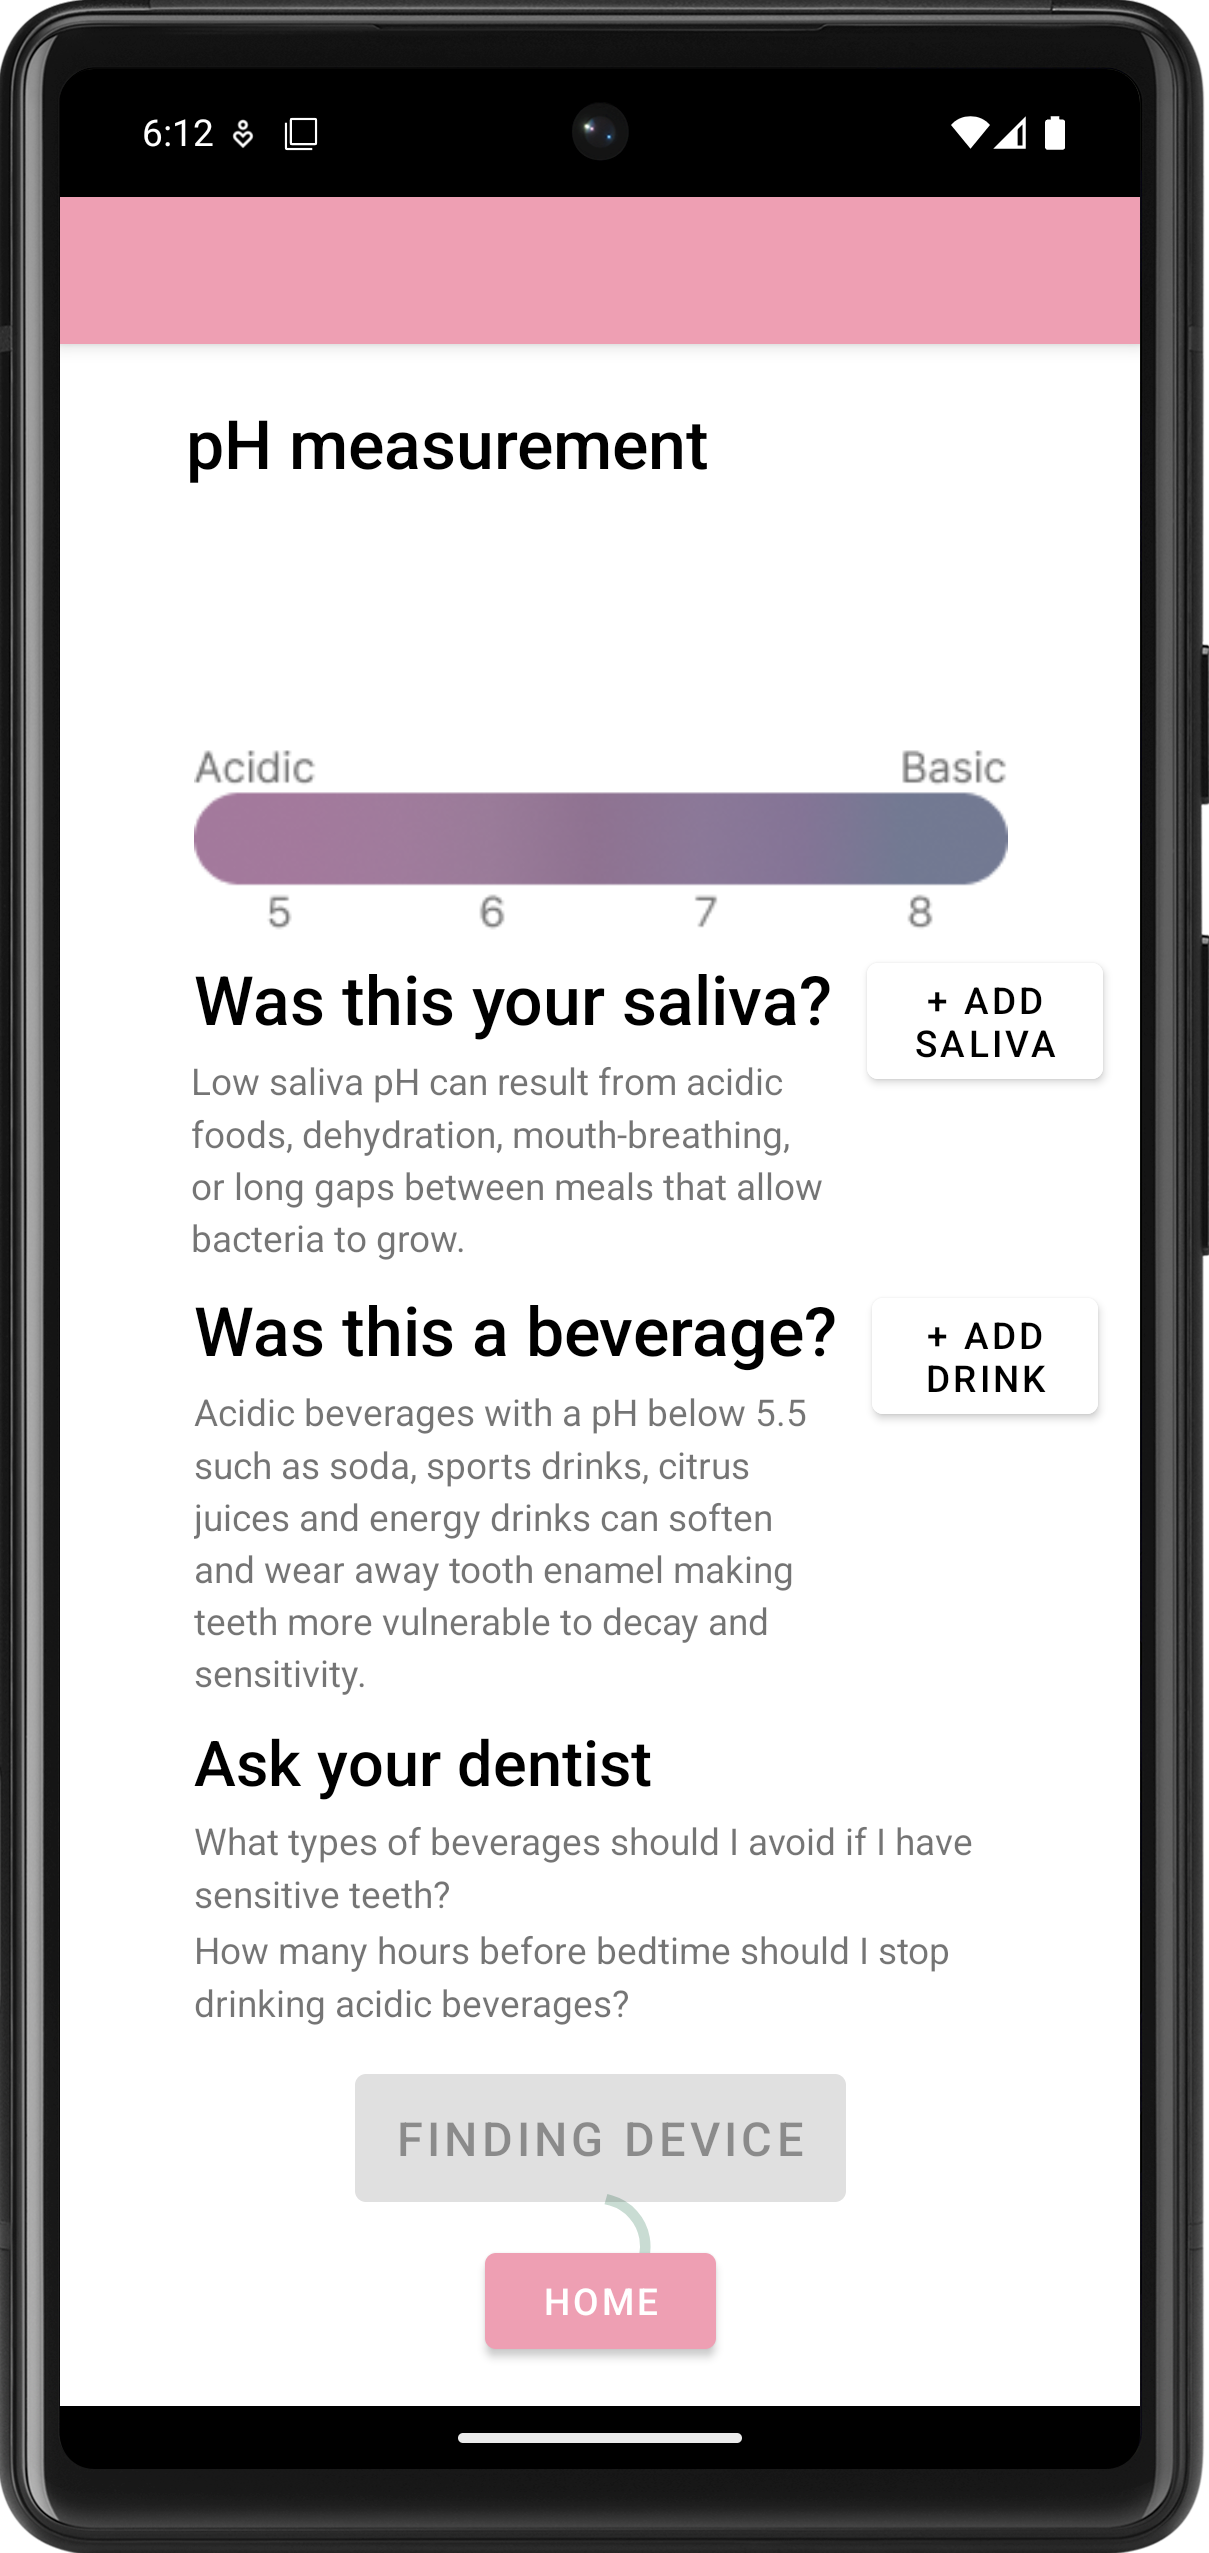 6:12
pH measurement
Acidic Basic
5 6 7 8
Was this your saliva?
+ ADD
SALIVA
Low saliva pH can result from acidic
foods, dehydration, mouth-breathing,
or long gaps between meals that allow
bacteria to grow.
Was this a beverage?
+ ADD
DRINK
Acidic beverages with a pH below 5.5
such as soda, sports drinks, citrus
juices and energy drinks can soften
and wear away tooth enamel making
teeth more vulnerable to decay and
sensitivity.
Ask your dentist
What types of beverages should I avoid if I have
sensitive teeth?
How many hours before bedtime should I stop
drinking acidic beverages?
FINDING DEVICE
HOME